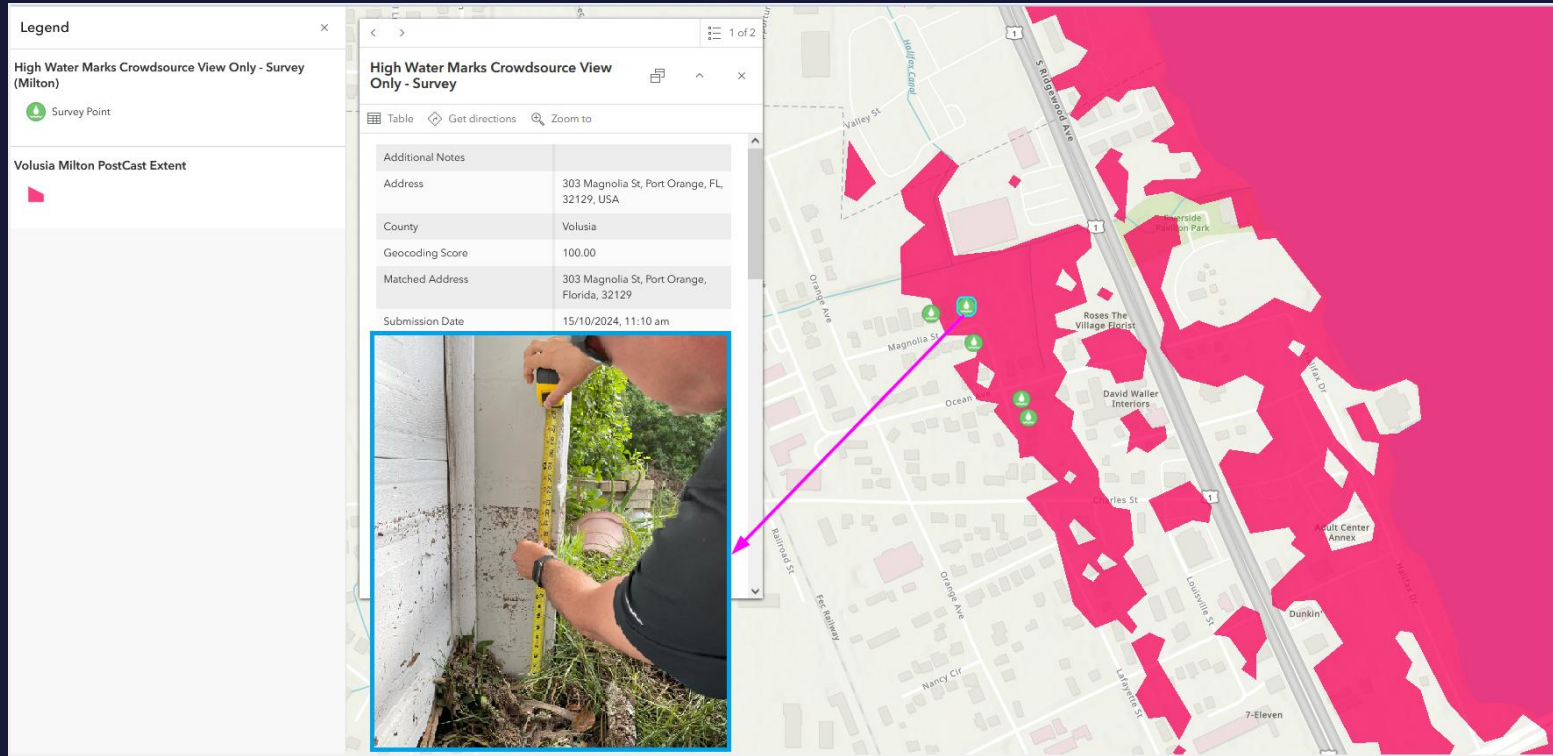 Legend
×
High Water Marks Crowdsource View Only - Survey
(Milton)
Survey Point
Volusia Milton PostCast Extent
1 of 2
High Water Marks Crowdsource View
Only - Survey
Table
Get directions
Zoom to
Additional Notes
Address
303 Magnolia St, Port Orange, FL,
32129, USA
County
Volusia
Geocoding Score
100.00
Matched Address
303 Magnolia St, Port Orange,
Florida, 32129
Submission Date
15/10/2024, 11:10 am
Halifax Canal
Valley St
1
S Ridgewood Ave
1
Riverside
Pavilion Park
Orange Ave
Magnolia St
Roses The
Village Florist
Ocean
David Waller
Interiors
Halifax Dr
Charles St
1
Adult Center
Annex
Railroad St
Fec Railway
Orange Ave
Louisville St
Halifax Dr
Dunkin'
Nancy Cir
Lafayette St
7-Eleven